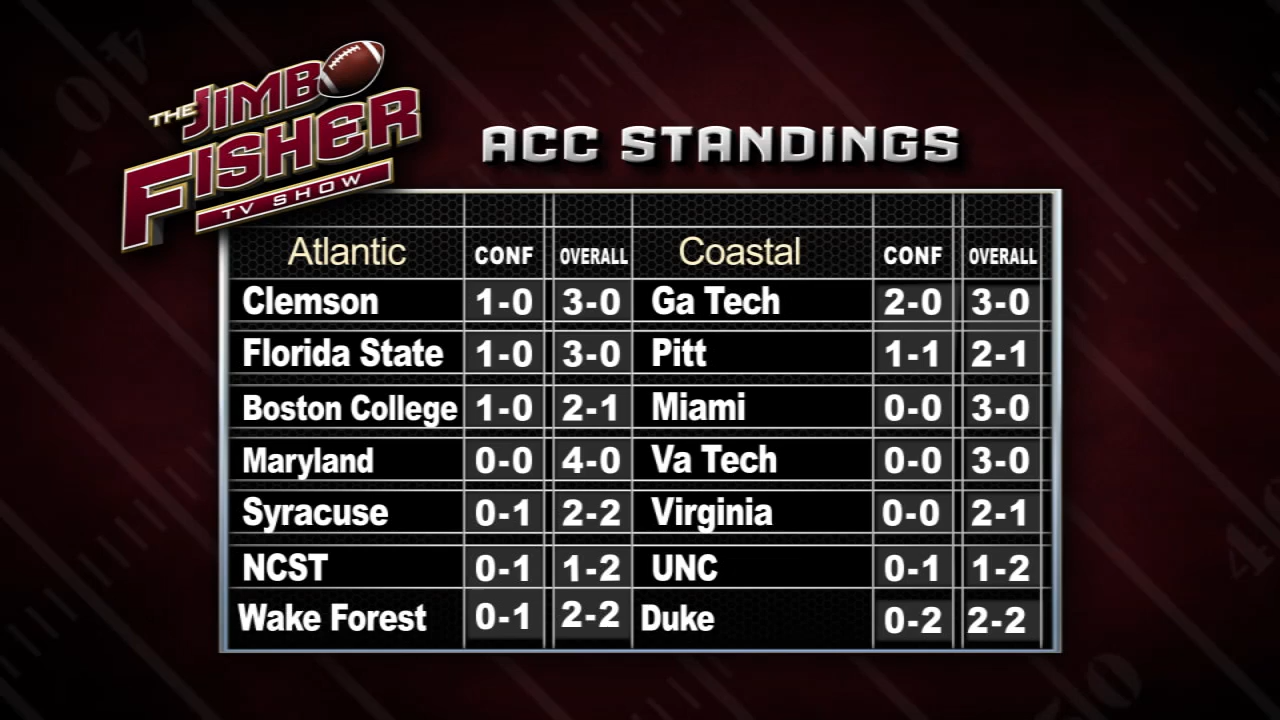 THE JIMBO
FISHER
TV SHOW
ACC STANDINGS
Atlantic CONF OVERALL Coastal CONF OVERALL
Clemson 1-0 3-0 Ga Tech 2-0 3-0
Florida State 1-0 3-0 Pitt 1-1 2-1
Boston College 1-0 2-1 Miami 0-0 3-0
Maryland 0-0 4-0 Va Tech 0-0 3-0
Syracuse 0-1 2-2 Virginia 0-0 2-1
NCST 0-1 1-2 UNC 0-1 1-2
Wake Forest 0-1 2-2 Duke 0-2 2-2